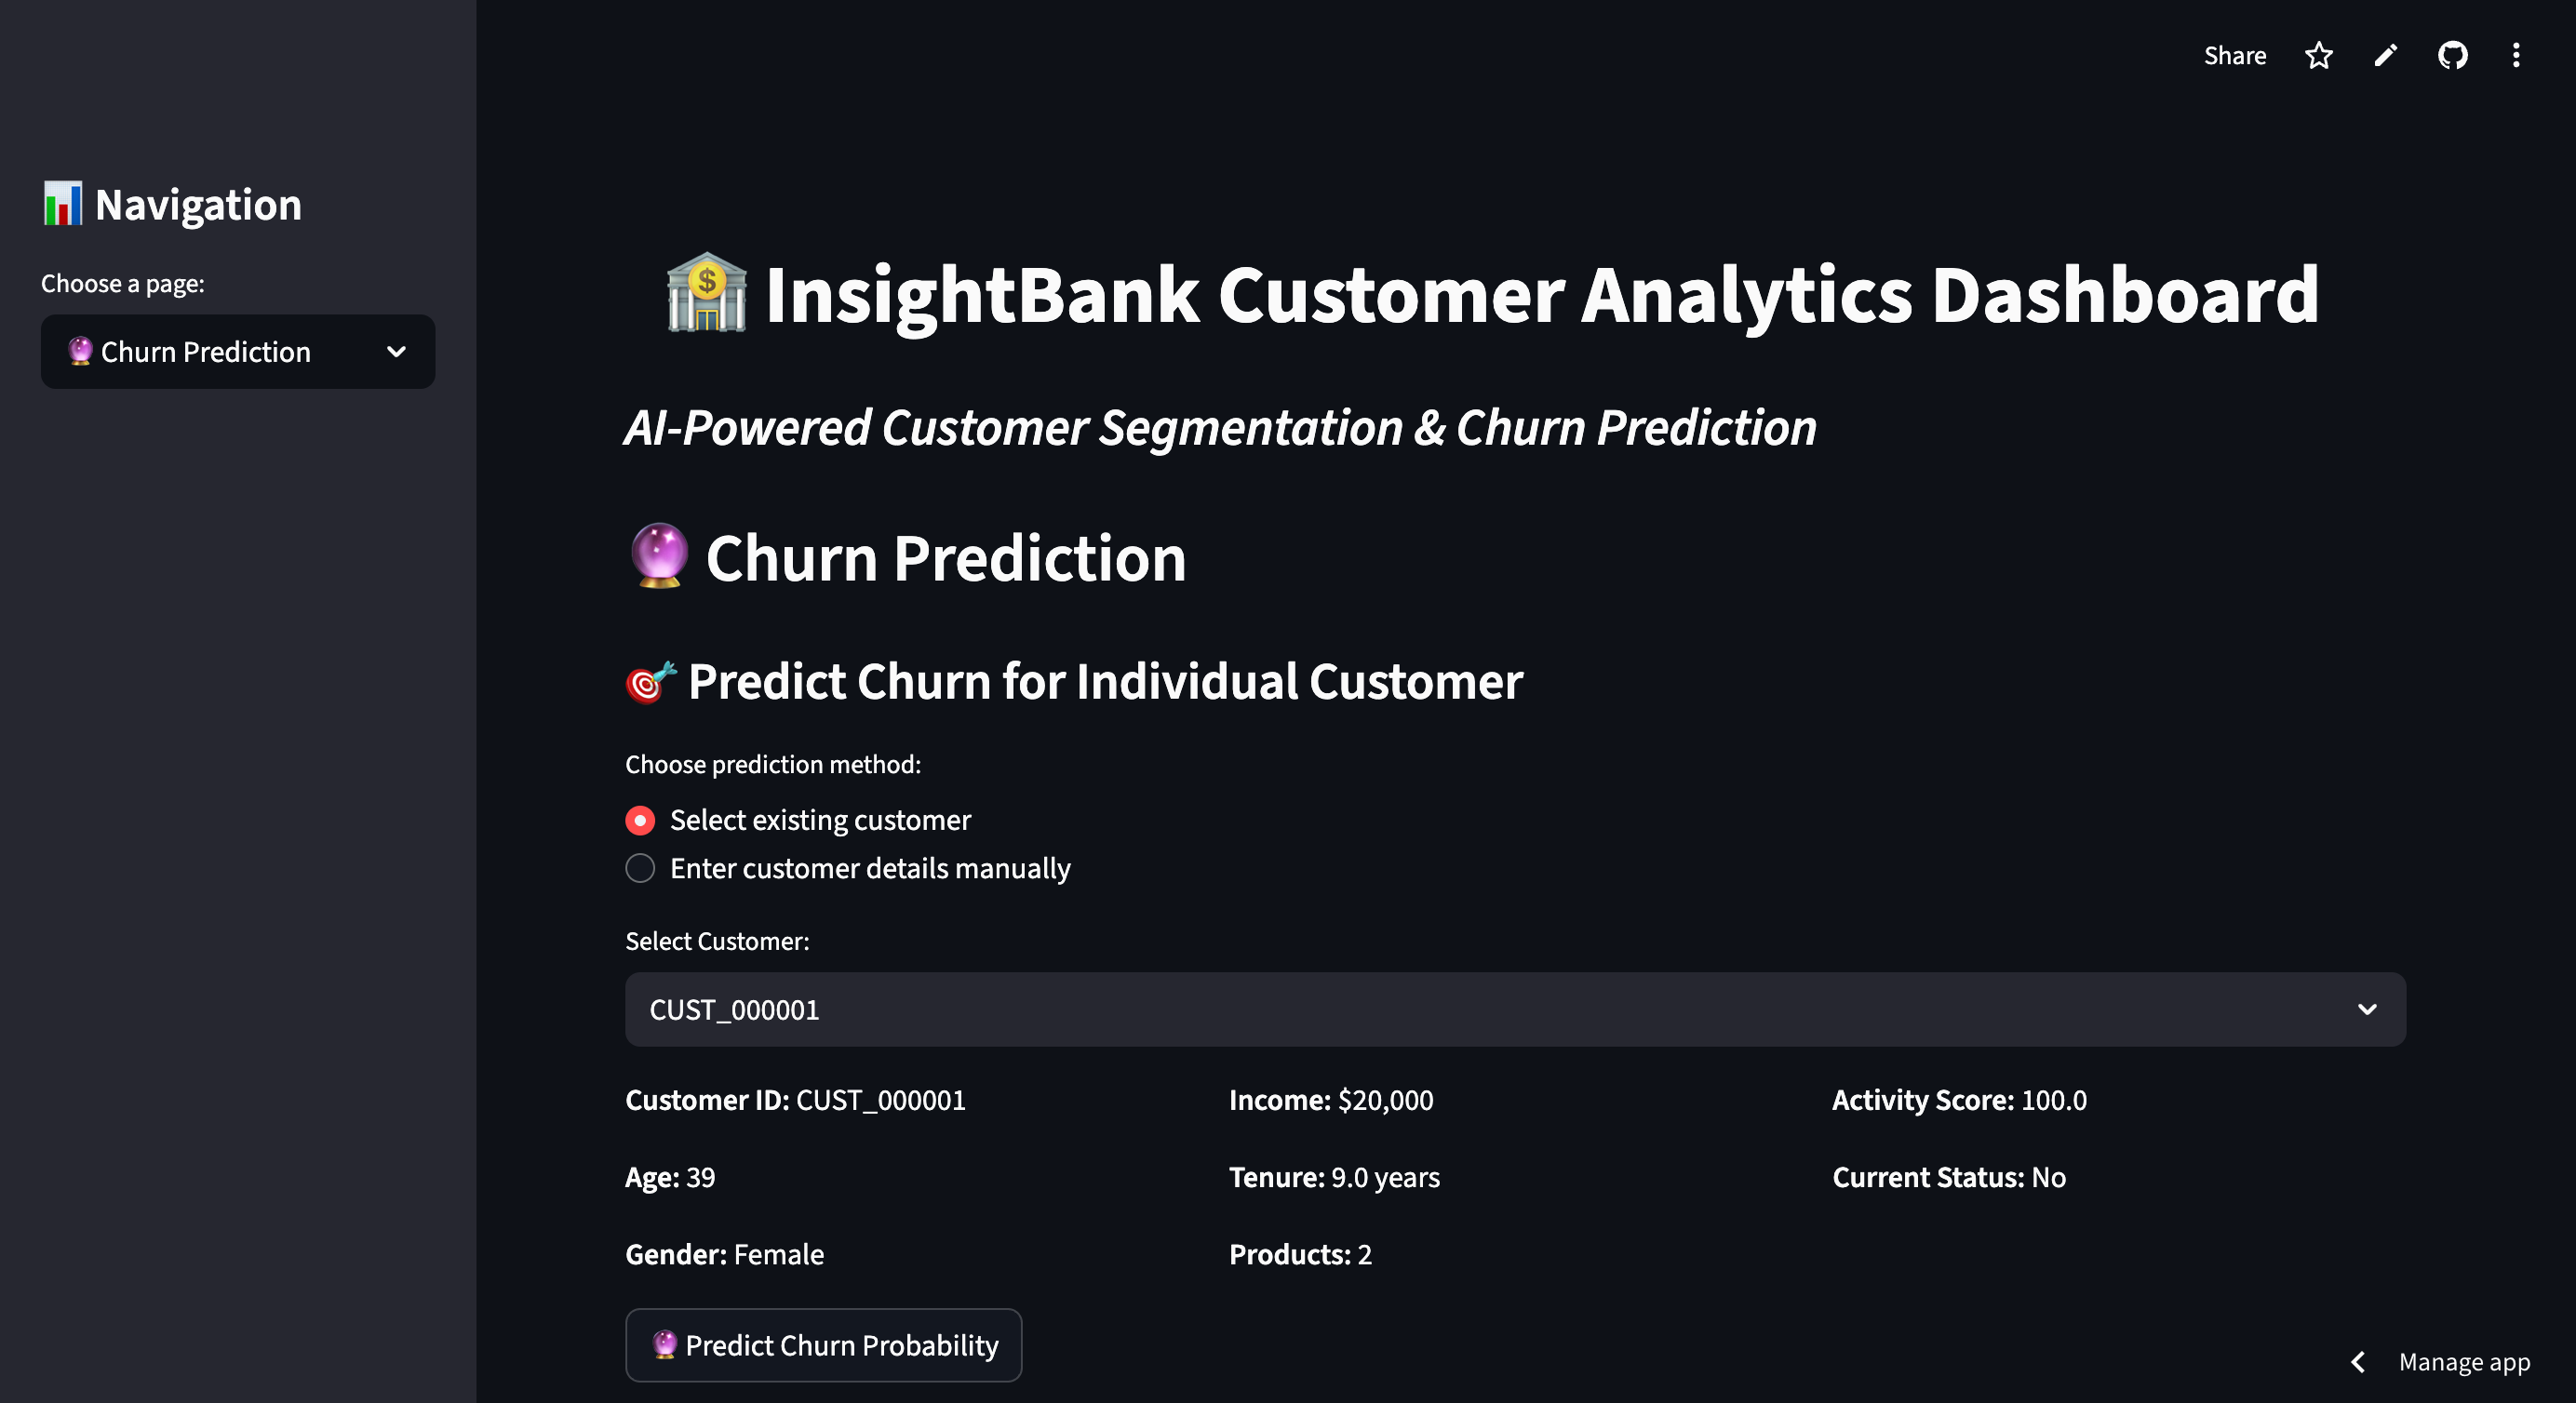 Share
📊 Navigation
Choose a page:
🔮 Churn Prediction
🏦 InsightBank Customer Analytics Dashboard
AI-Powered Customer Segmentation & Churn Prediction
🔮 Churn Prediction
🎯 Predict Churn for Individual Customer
Choose prediction method:
Select existing customer
Enter customer details manually
Select Customer:
CUST_000001
Customer ID: CUST_000001
Income: $20,000
Activity Score: 100.0
Age: 39
Tenure: 9.0 years
Current Status: No
Gender: Female
Products: 2
🔮 Predict Churn Probability
Manage app